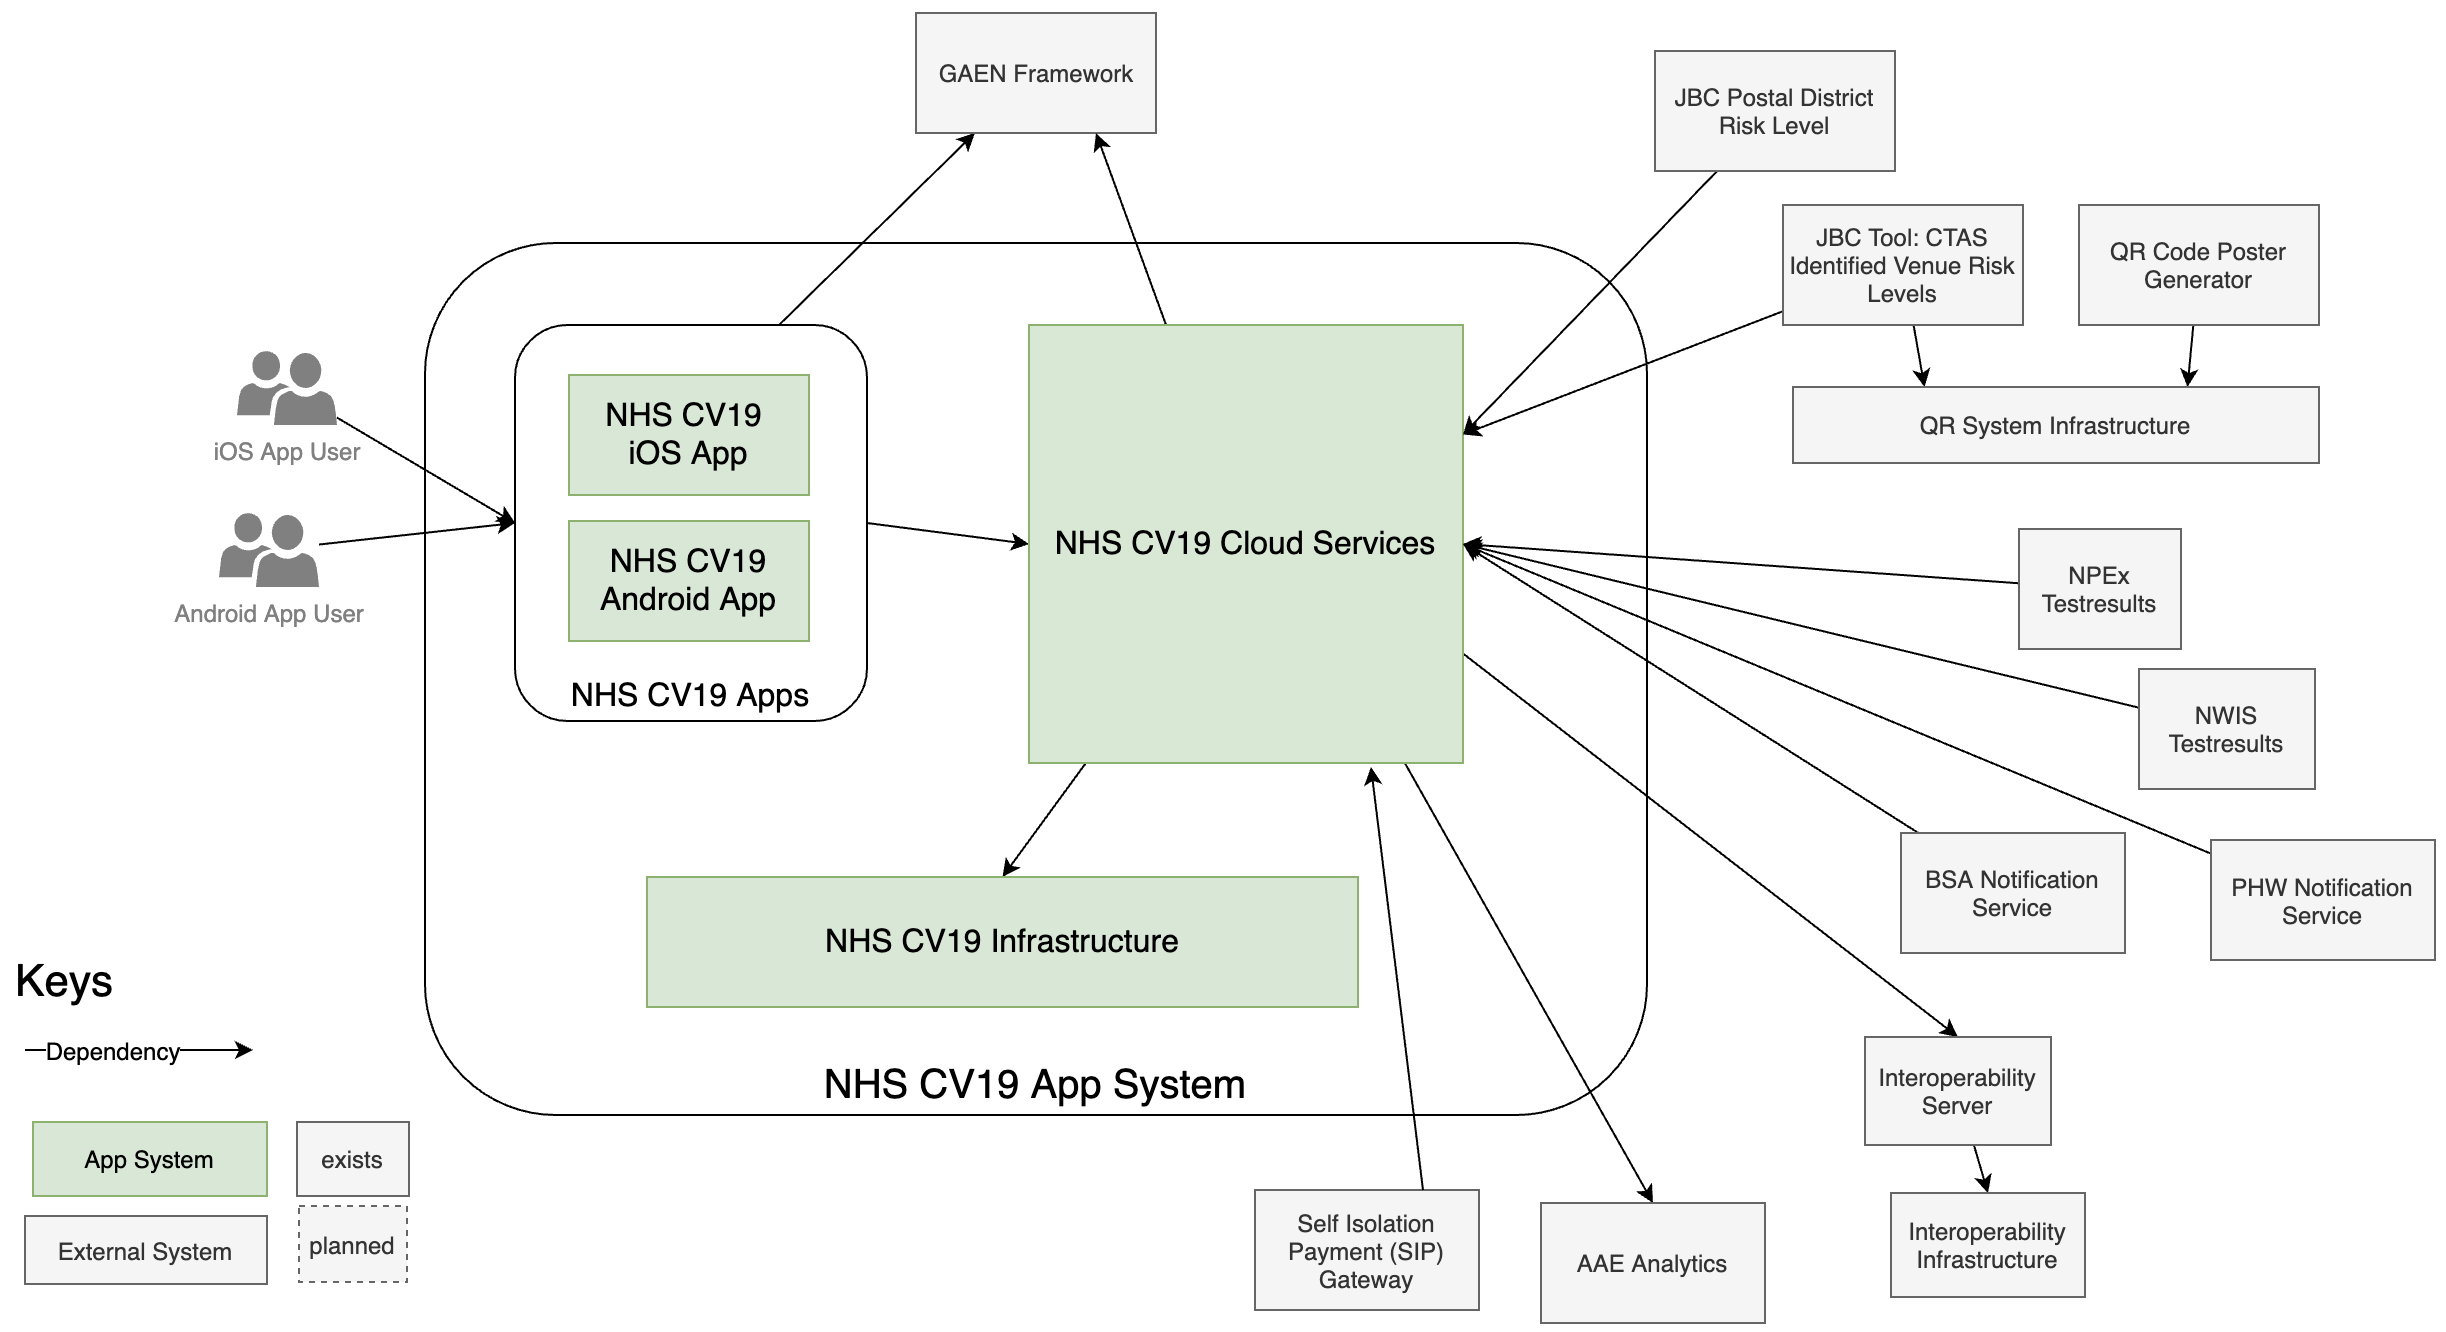 GAEN Framework
JBC Postal District
Risk Level
JBC Tool: CTAS
Identified Venue Risk
Levels
QR Code Poster
Generator
QR System Infrastructure
iOS App User
Android App User
NHS CV19
iOS App
NHS CV19
Android App
NHS CV19 Apps
NHS CV19 Cloud Services
NPEx
Testresults
NWIS
Testresults
BSA Notification
Service
PHW Notification
Service
NHS CV19 Infrastructure
NHS CV19 App System
Interoperability
Server
Interoperability
Infrastructure
Self Isolation
Payment (SIP)
Gateway
AAE Analytics
Keys
Dependency
App System
exists
External System
planned